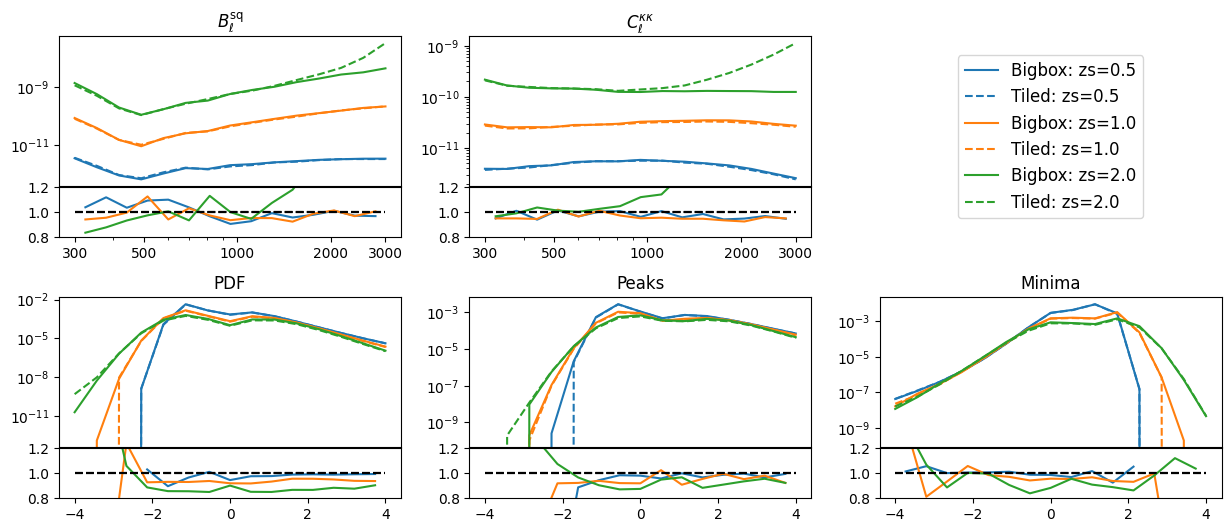 B_ℓ^sq
C_ℓ^κκ
10⁻⁹
10⁻¹¹
1.2
1.0
0.8
300 500 1000 2000 3000
10⁻⁹
10⁻¹⁰
10⁻¹¹
1.2
1.0
0.8
300 500 1000 2000 3000
Bigbox: zs=0.5
Tiled: zs=0.5
Bigbox: zs=1.0
Tiled: zs=1.0
Bigbox: zs=2.0
Tiled: zs=2.0
PDF
10⁻²
10⁻⁵
10⁻⁸
10⁻¹¹
1.2
1.0
0.8
−4 −2 0 2 4
Peaks
10⁻³
10⁻⁵
10⁻⁷
10⁻⁹
1.2
1.0
0.8
−4 −2 0 2 4
Minima
10⁻³
10⁻⁵
10⁻⁷
10⁻⁹
1.2
1.0
0.8
−4 −2 0 2 4